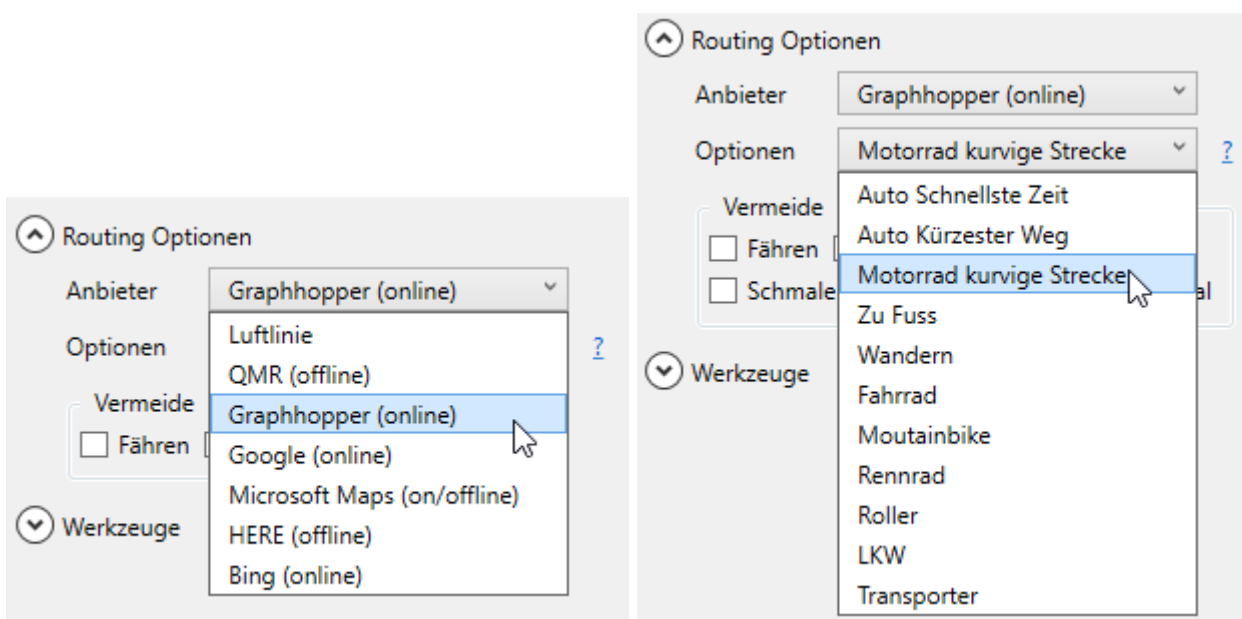 Routing Optionen
Anbieter Graphhopper (online)
Optionen ?
Luftlinie
QMR (offline)
Graphhopper (online)
Google (online)
Microsoft Maps (on/offline)
HERE (offline)
Bing (online)
Vermeide
Fähren
Werkzeuge
Routing Optionen
Anbieter Graphhopper (online)
Optionen Motorrad kurvige Strecke ?
Auto Schnellste Zeit
Auto Kürzester Weg
Motorrad kurvige Strecke
Zu Fuss
Wandern
Fahrrad
Moutainbike
Rennrad
Roller
LKW
Transporter
Vermeide
Fähren
Schmale
Werkzeuge